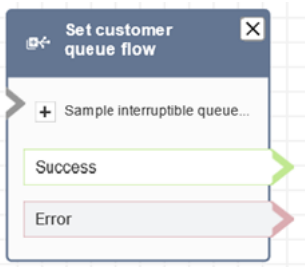 Set customer
queue flow
Sample interruptible queue...
Success
Error